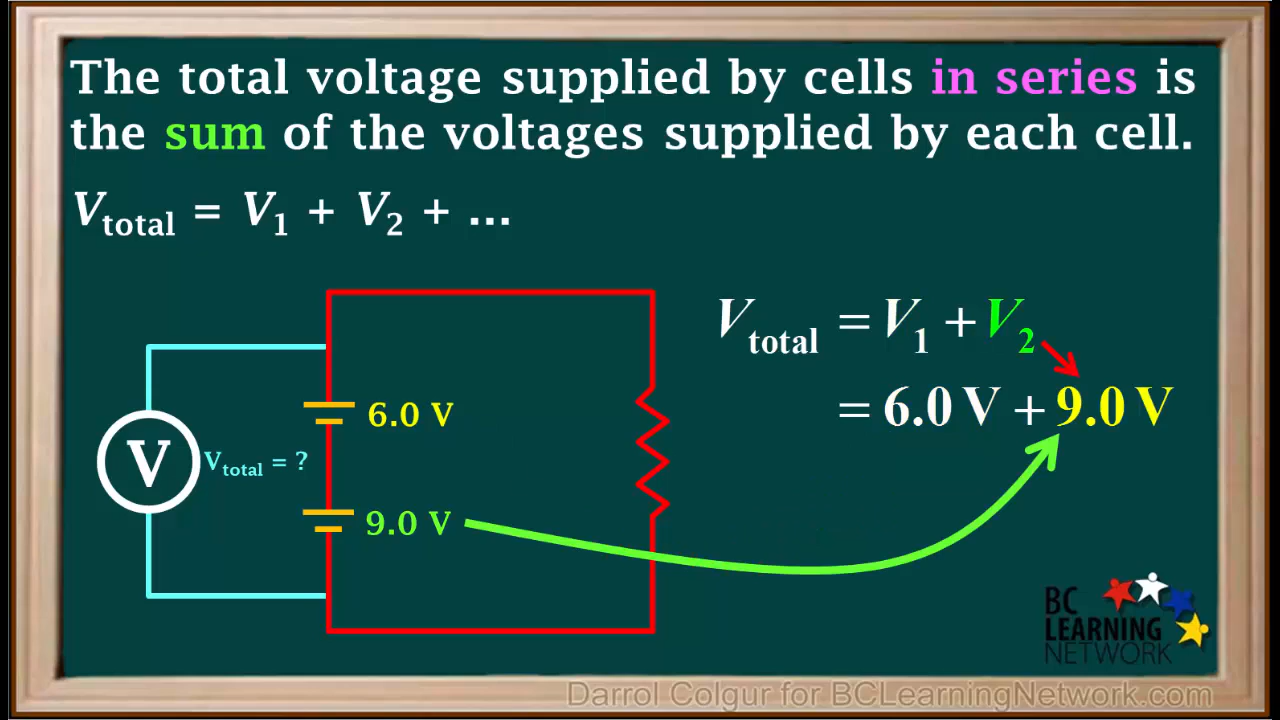 The total voltage supplied by cells in series is
the sum of the voltages supplied by each cell.
Vtotal = V1 + V2 + ...
Vtotal = V1 + V2
= 6.0 V + 9.0 V
6.0 V
V
Vtotal = ?
9.0 V
BC
LEARNING
NETWORK
Darrol Colgur for BCLearningNetwork.com